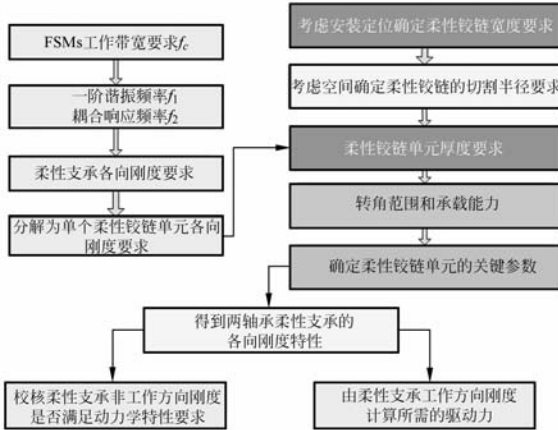 FSMs工作带宽要求fc
一阶谐振频率f1
耦合响应频率f2
柔性支承各向刚度要求
分解为单个柔性铰链单元各向
刚度要求
考虑安装定位确定柔性铰链宽度要求
考虑空间确定柔性铰链的切割半径要求
柔性铰链单元厚度要求
转角范围和承载能力
确定柔性铰链单元的关键参数
得到两轴承柔性支承的
各向刚度特性
校核柔性支承非工作方向刚度
是否满足动力学特性要求
由柔性支承工作方向刚度
计算所需的驱动力